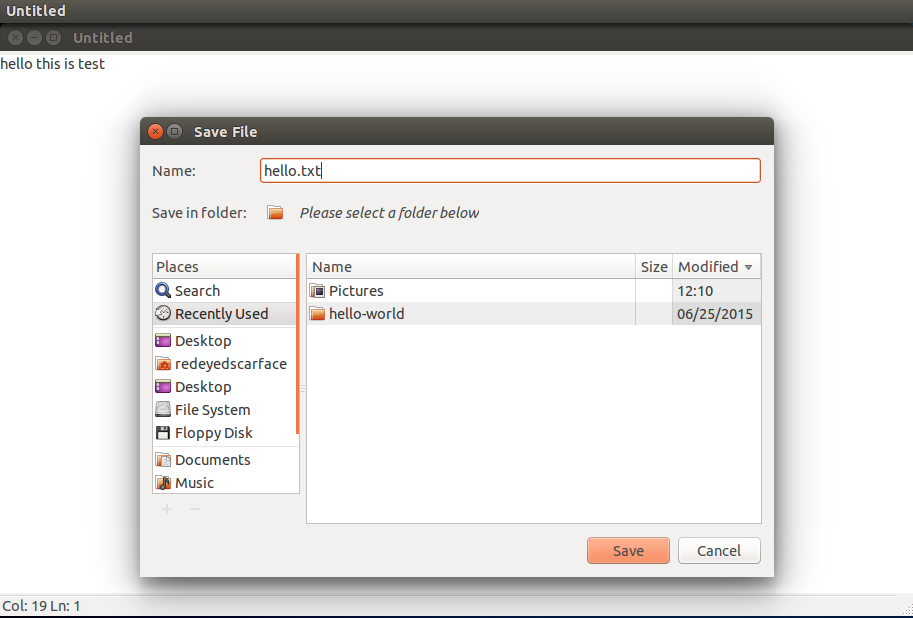 Untitled
Untitled
hello this is test
Save File
Name: hello.txt
Save in folder: Please select a folder below
Places
Search
Recently Used
Desktop
redeyedscarface
Desktop
File System
Floppy Disk
Documents
Music
Name Size Modified
Pictures 12:10
hello-world 06/25/2015
Save Cancel
Col: 19 Ln: 1